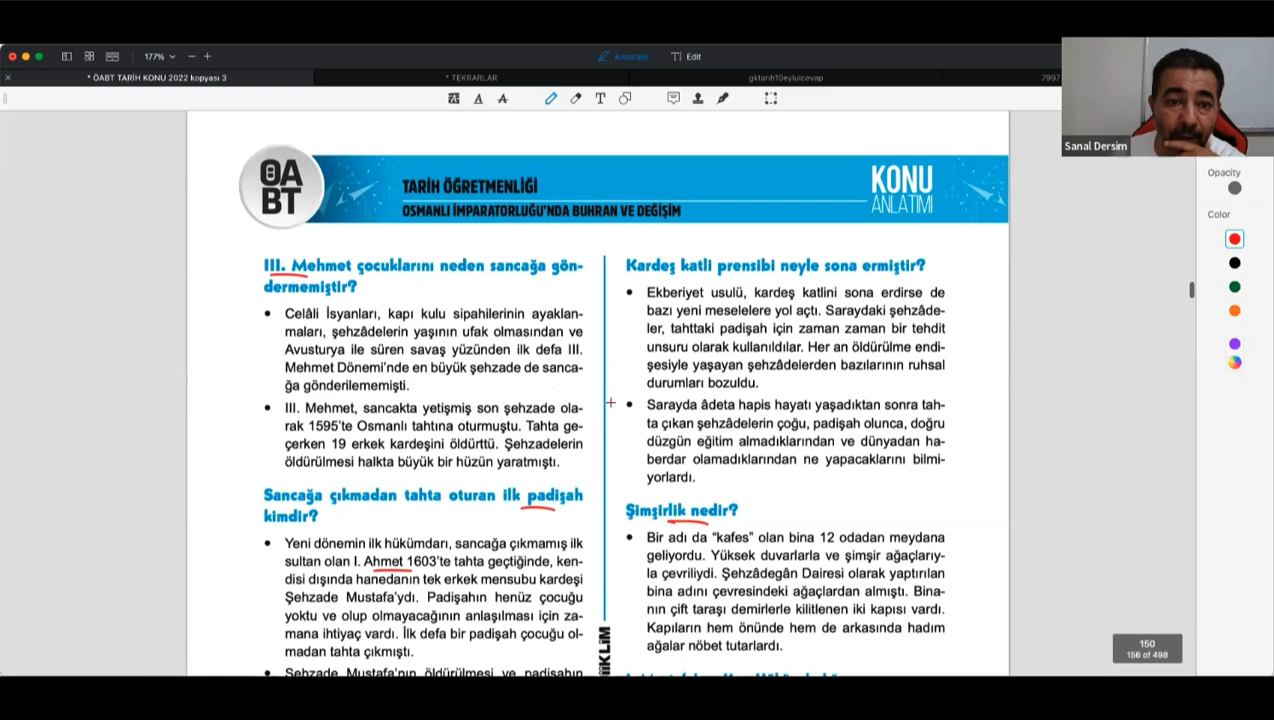 177%
Annotate
Edit
* ÖABT TARİH KONU 2022 kopyası 3
* TEKRARLAR
gktarih10eylulcevap
7997
Sanal Dersim
Opacity
Color
ÖABT
TARİH ÖĞRETMENLİĞİ
OSMANLI İMPARATORLUĞU'NDA BUHRAN VE DEĞİŞİM
KONU
ANLATIMI
III. Mehmet çocuklarını neden sancağa gön-
dermemiştir?
• Celâli İsyanları, kapı kulu sipahilerinin ayaklan-
maları, şehzâdelerin yaşının ufak olmasından ve
Avusturya ile süren savaş yüzünden ilk defa III.
Mehmet Dönemi'nde en büyük şehzade de sanca-
ğa gönderilememişti.
• III. Mehmet, sancakta yetişmiş son şehzade ola-
rak 1595'te Osmanlı tahtına oturmuştu. Tahta ge-
çerken 19 erkek kardeşini öldürttü. Şehzadelerin
öldürülmesi halkta büyük bir hüzün yaratmıştı.
Sancağa çıkmadan tahta oturan ilk padişah
kimdir?
• Yeni dönemin ilk hükümdarı, sancağa çıkmamış ilk
sultan olan I. Ahmet 1603'te tahta geçtiğinde, ken-
disi dışında hanedanın tek erkek mensubu kardeşi
Şehzade Mustafa'ydı. Padişahın henüz çocuğu
yoktu ve olup olmayacağının anlaşılması için za-
mana ihtiyaç vardı. İlk defa bir padişah çocuğu ol-
madan tahta çıkmıştı.
• Şehzade Mustafa'nın öldürülmesi ve padişahın
Kardeş katli prensibi neyle sona ermiştir?
• Ekberiyet usulü, kardeş katlini sona erdirse de
bazı yeni meselelere yol açtı. Saraydaki şehzâde-
ler, tahttaki padişah için zaman zaman bir tehdit
unsuru olarak kullanıldılar. Her an öldürülme endi-
şesiyle yaşayan şehzâdelerden bazılarının ruhsal
durumları bozuldu.
• Sarayda âdeta hapis hayatı yaşadıktan sonra tah-
ta çıkan şehzâdelerin çoğu, padişah olunca, doğru
düzgün eğitim almadıklarından ve dünyadan ha-
berdar olamadıklarından ne yapacaklarını bilmi-
yorlardı.
Şimşirlik nedir?
• Bir adı da “kafes” olan bina 12 odadan meydana
geliyordu. Yüksek duvarlarla ve şimşir ağaçlarıy-
la çevriliydi. Şehzâdegân Dairesi olarak yaptırılan
bina adını çevresindeki ağaçlardan almıştı. Bina-
nın çift taraşı demirlerle kilitlenen iki kapısı vardı.
Kapıların hem önünde hem de arkasında hadım
ağalar nöbet tutarlardı.
150
156 of 498